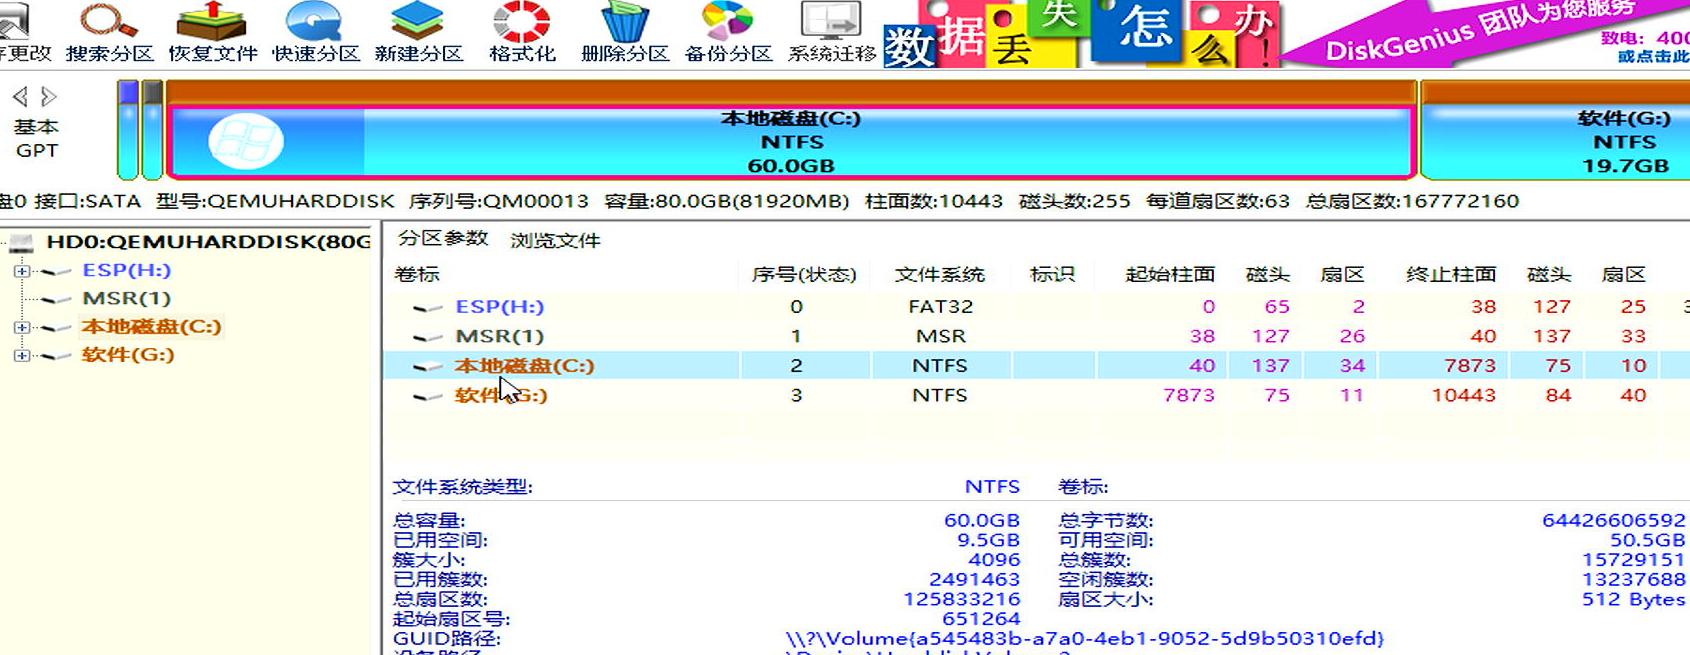 存更改 搜索分区 恢复文件 快速分区 新建分区 格式化 删除分区 备份分区 系统迁移 数据丢失怎么办! DiskGenius 团队为您服务
致电: 400
或点击此
基本
GPT
本地磁盘(C:)
NTFS
60.0GB
软件(G:)
NTFS
19.7GB
盘0 接口:SATA 型号:QEMUHARDDISK 序列号:QM00013 容量:80.0GB(81920MB) 柱面数:10443 磁头数:255 每道扇区数:63 总扇区数:167772160
HD0:QEMUHARDDISK(80G
ESP(H:)
MSR(1)
本地磁盘(C:)
软件(G:)
分区参数 浏览文件
卷标 序号(状态) 文件系统 标识 起始柱面 磁头 扇区 终止柱面 磁头 扇区
ESP(H:) 0 FAT32 0 65 2 38 127 25
MSR(1) 1 MSR 38 127 26 40 137 33
本地磁盘(C:) 2 NTFS 40 137 34 7873 75 10
软件(G:) 3 NTFS 7873 75 11 10443 84 40
文件系统类型: NTFS 卷标:
总容量: 60.0GB 总字节数: 64426606592
已用空间: 9.5GB 可用空间: 50.5GB
簇大小: 4096 总簇数: 15729151
已用簇数: 2491463 空闲簇数: 13237688
总扇区数: 125833216 扇区大小: 512 Bytes
起始扇区号: 651264
GUID路径: \\?\Volume{a545483b-a7a0-4eb1-9052-5d9b50310efd}